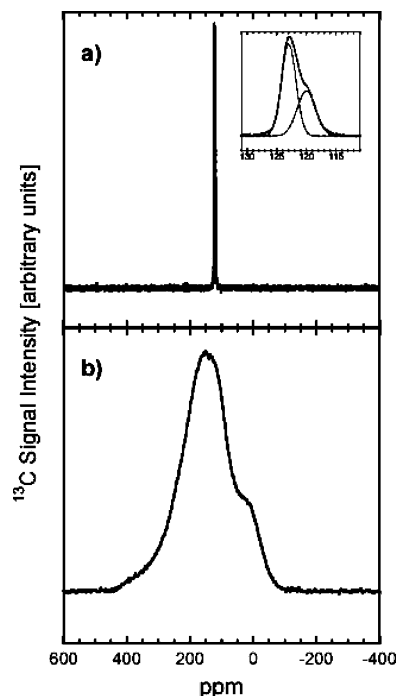 a)
130 125 120 115
b)
¹³C Signal Intensity [arbitrary units]
600 400 200 0 -200 -400
ppm